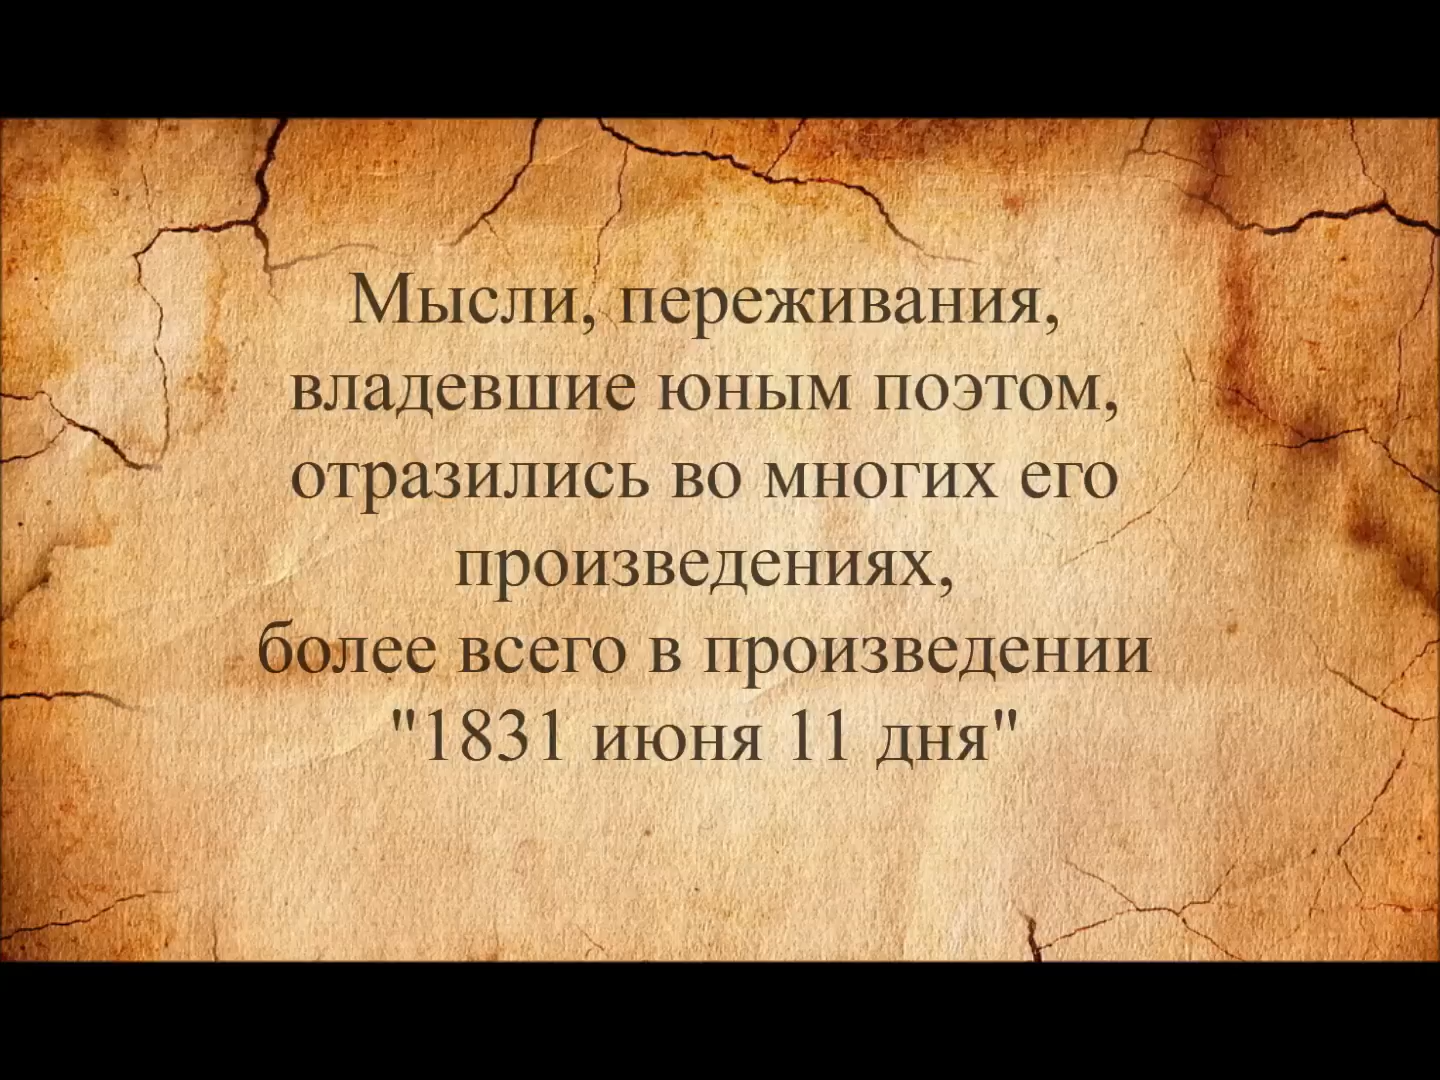 Мысли, переживания,
владевшие юным поэтом,
отразились во многих его
произведениях,
более всего в произведении
"1831 июня 11 дня"